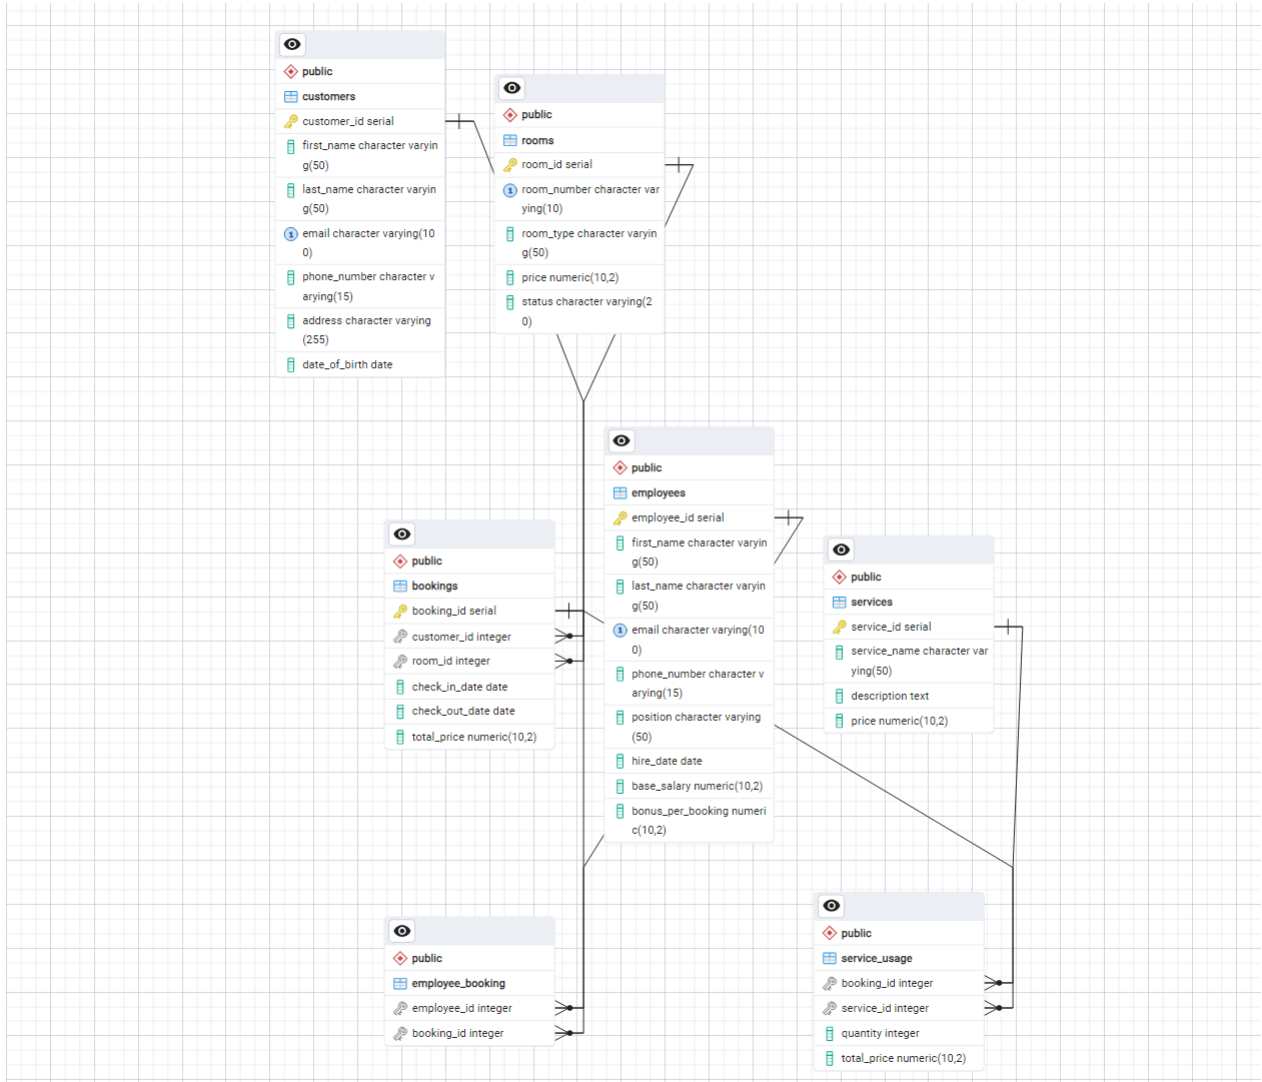 public
customers
customer_id serial
first_name character varyin
g(50)
last_name character varyin
g(50)
email character varying(10
0)
phone_number character v
arying(15)
address character varying
(255)
date_of_birth date
public
rooms
room_id serial
room_number character var
ying(10)
room_type character varyin
g(50)
price numeric(10,2)
status character varying(2
0)
public
employees
employee_id serial
first_name character varyin
g(50)
last_name character varyin
g(50)
email character varying(10
0)
phone_number character v
arying(15)
position character varying
(50)
hire_date date
base_salary numeric(10,2)
bonus_per_booking numeri
c(10,2)
public
bookings
booking_id serial
customer_id integer
room_id integer
check_in_date date
check_out_date date
total_price numeric(10,2)
public
services
service_id serial
service_name character var
ying(50)
description text
price numeric(10,2)
public
employee_booking
employee_id integer
booking_id integer
public
service_usage
booking_id integer
service_id integer
quantity integer
total_price numeric(10,2)